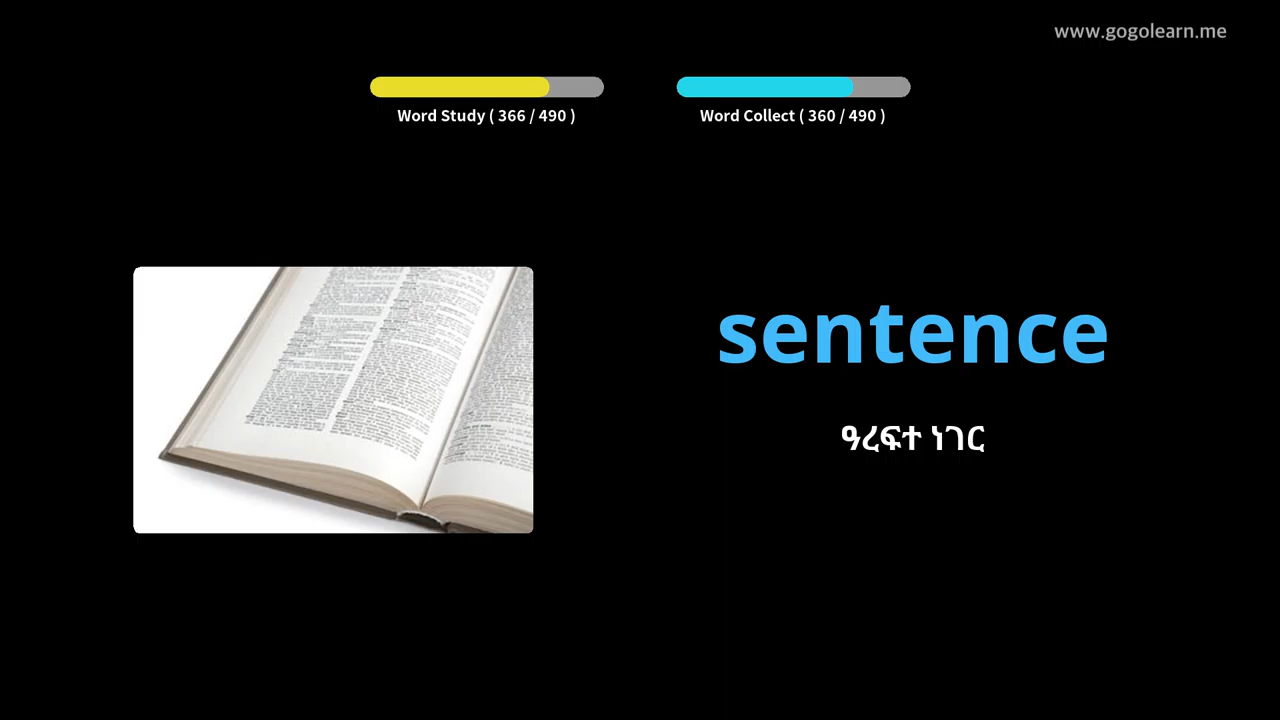 www.gogolearn.me
Word Study ( 366 / 490 )
Word Collect ( 360 / 490 )
sentence
ዓረፍተ ነገር